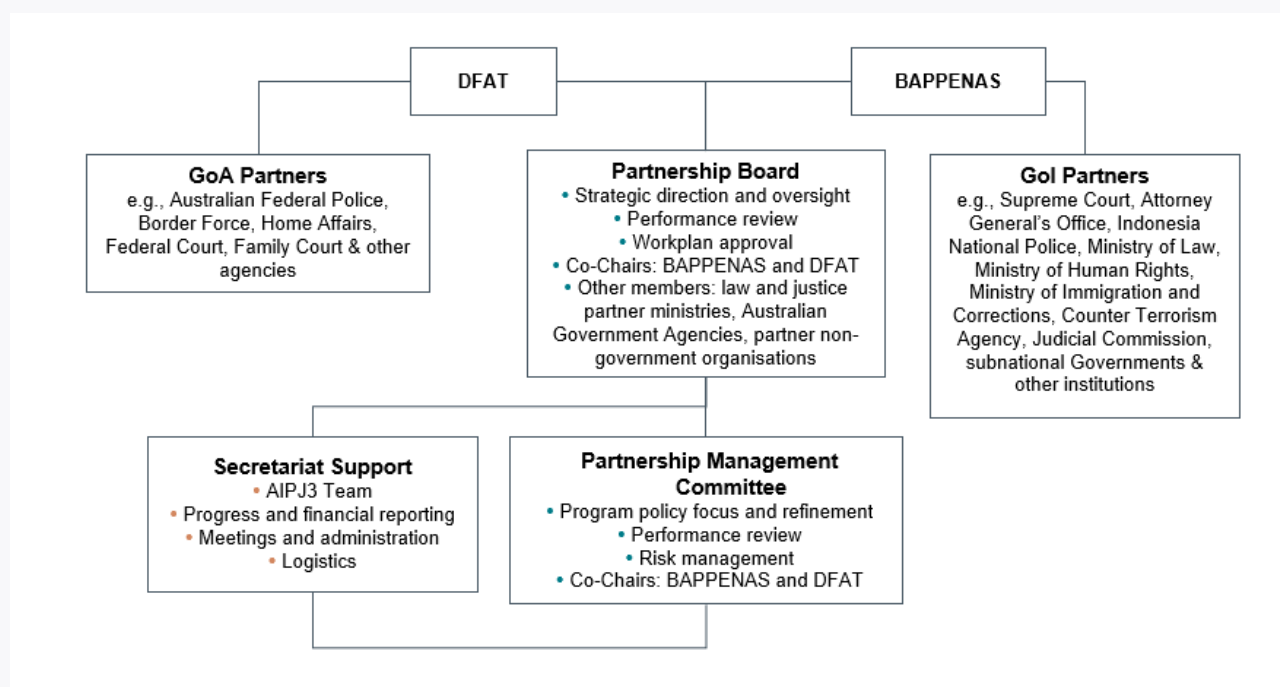 DFAT
BAPPENAS
GoA Partners
e.g., Australian Federal Police,
Border Force, Home Affairs,
Federal Court, Family Court & other
agencies
Partnership Board
• Strategic direction and oversight
• Performance review
• Workplan approval
• Co-Chairs: BAPPENAS and DFAT
• Other members: law and justice
partner ministries, Australian
Government Agencies, partner non-
government organisations
GoI Partners
e.g., Supreme Court, Attorney
General's Office, Indonesia
National Police, Ministry of Law,
Ministry of Human Rights,
Ministry of Immigration and
Corrections, Counter Terrorism
Agency, Judicial Commission,
subnational Governments &
other institutions
Secretariat Support
• AIPJ3 Team
• Progress and financial reporting
• Meetings and administration
• Logistics
Partnership Management
Committee
• Program policy focus and refinement
• Performance review
• Risk management
• Co-Chairs: BAPPENAS and DFAT